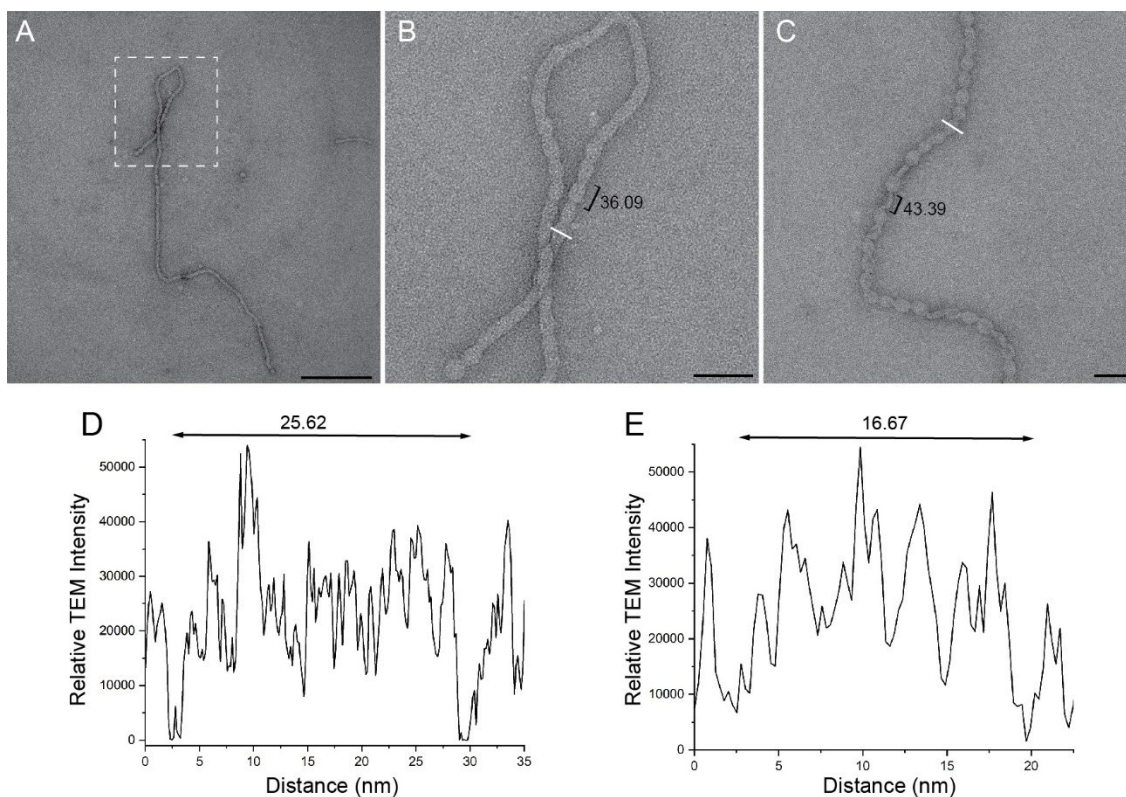 A
B
C
36.09
43.39
D
25.62
Relative TEM Intensity
50000
40000
30000
20000
10000
0
0 5 10 15 20 25 30 35
Distance (nm)
E
16.67
Relative TEM Intensity
50000
40000
30000
20000
10000
0
0 5 10 15 20
Distance (nm)